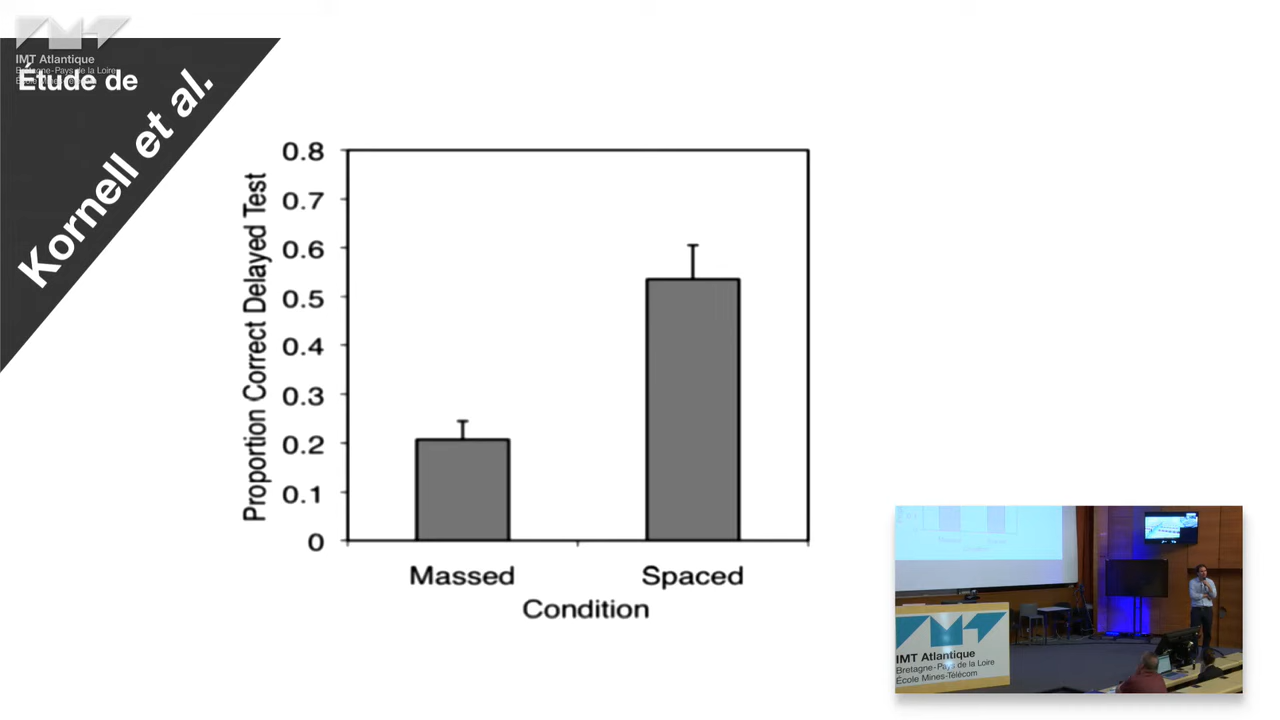 IMT Atlantique
Bretagne-Pays de la Loire
Étude de
Kornell et al.
Proportion Correct Delayed Test
0.8
0.7
0.6
0.5
0.4
0.3
0.2
0.1
0
Massed
Spaced
Condition
IMT Atlantique
Bretagne-Pays de la Loire
École Mines-Télécom